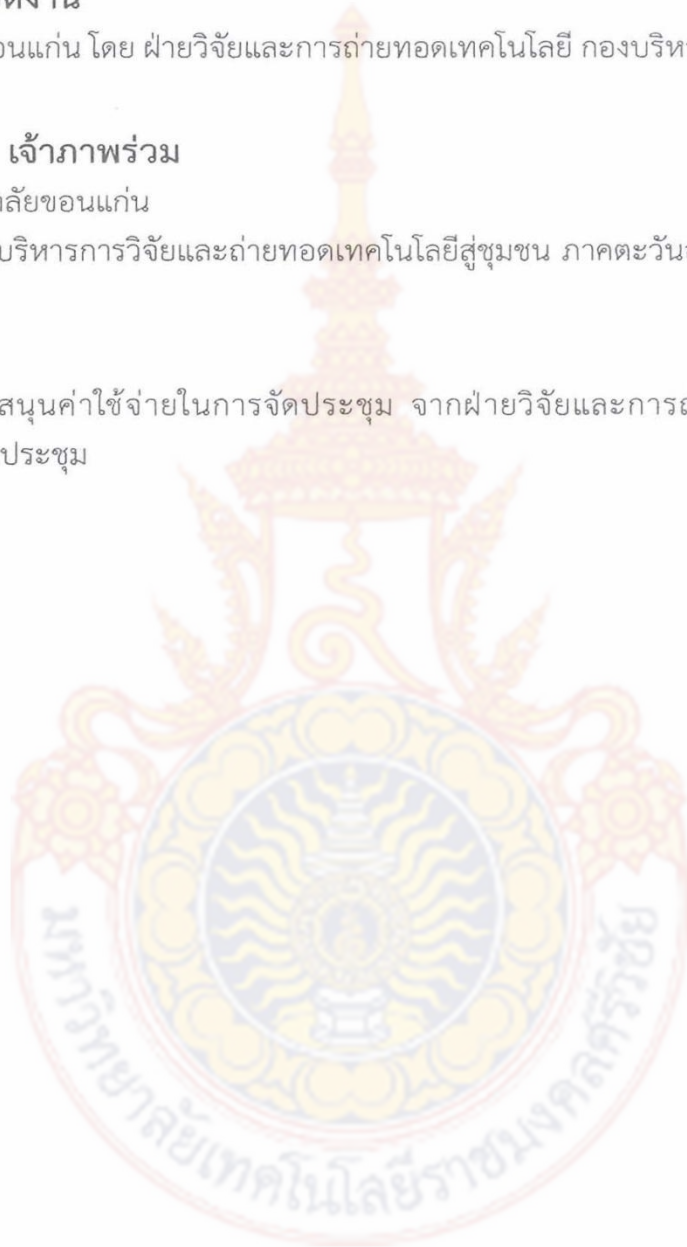 อนแก่น โดย ฝ่ายวิจัยและการถ่ายทอดเทคโนโลยี กองบริห
เจ้าภาพร่วม
ลัยขอนแก่น
บริหารการวิจัยและถ่ายทอดเทคโนโลยีสู่ชุมชน ภาคตะวัน
สนุนค่าใช้จ่ายในการจัดประชุม จากฝ่ายวิจัยและการถ
ประชุม
มหาวิทยาลัยเทคโนโลยีราชมงคลศรีวิชัย